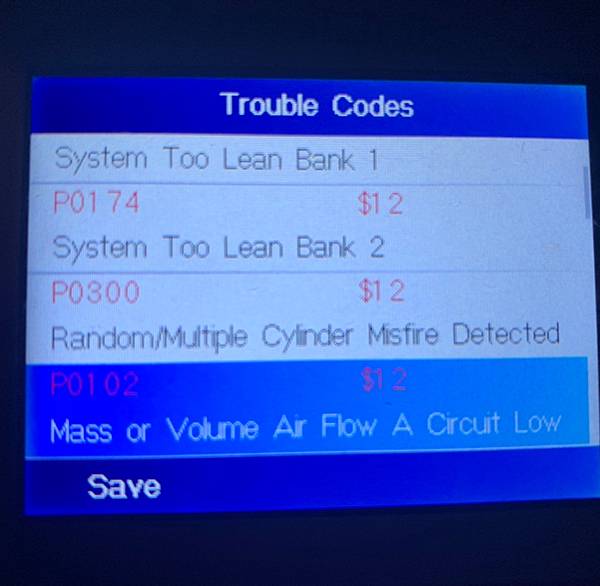 Trouble Codes
System Too Lean Bank 1
P0174 $12
System Too Lean Bank 2
P0300 $12
Random/Multiple Cylinder Misfire Detected
P0102 $12
Mass or Volume Air Flow A Circuit Low
Save